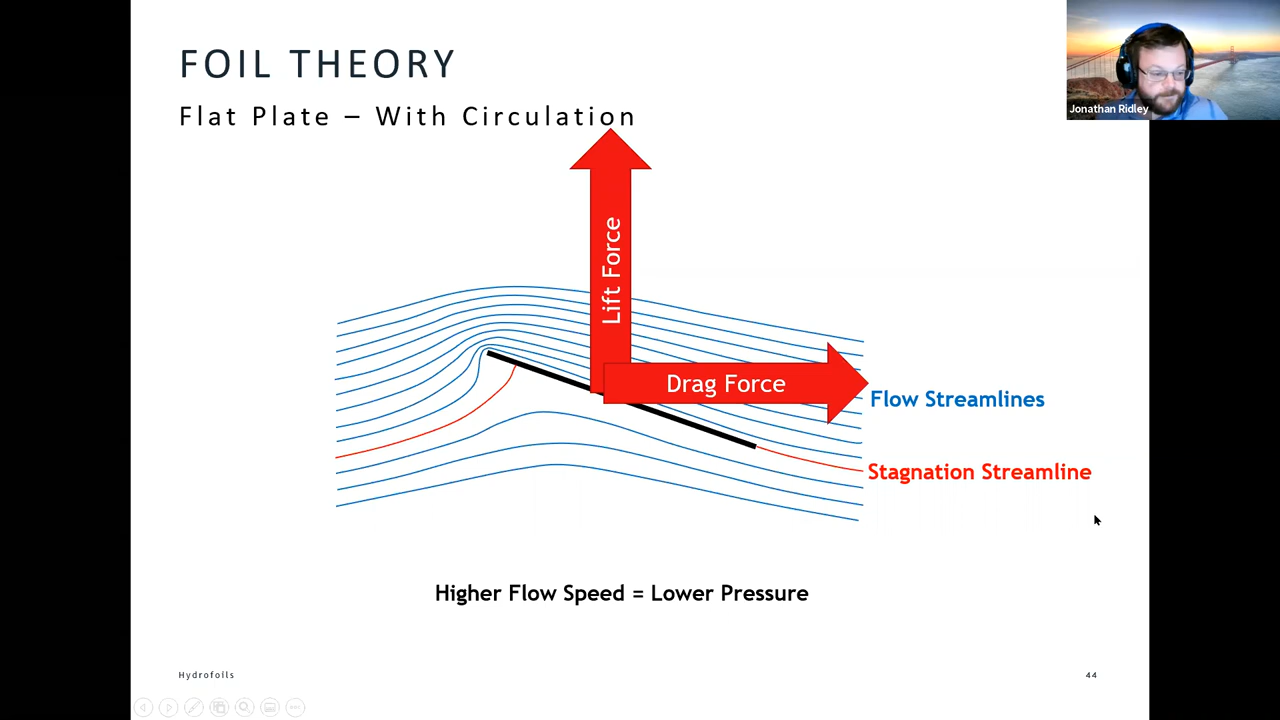 FOIL THEORY
Flat Plate – With Circulation
Jonathan Ridley
Lift Force
Drag Force
Flow Streamlines
Stagnation Streamline
Higher Flow Speed = Lower Pressure
Hydrofoils
44